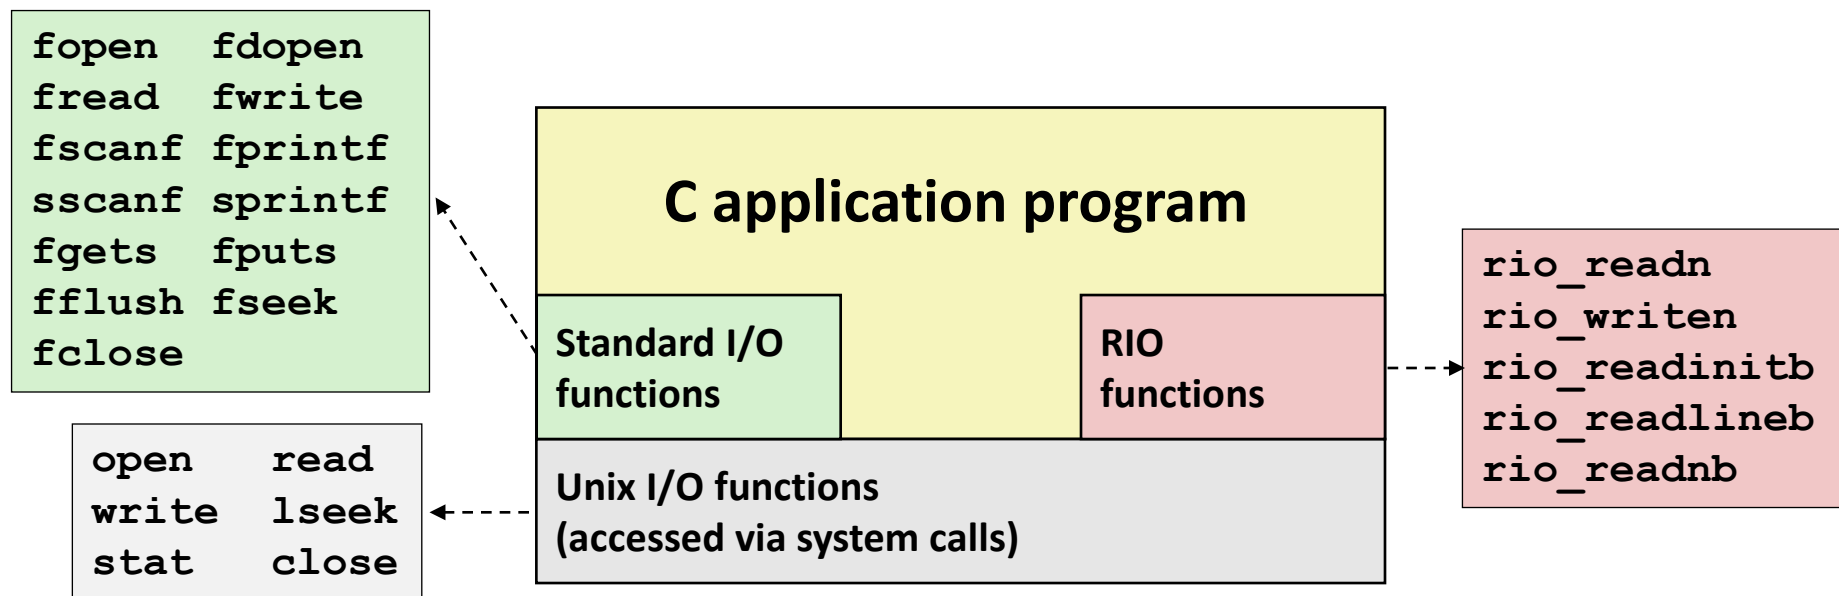 fopen fdopen
fread fwrite
fscanf fprintf
sscanf sprintf
fgets fputs
fflush fseek
fclose
open read
write lseek
stat close
C application program
Standard I/O
functions
RIO
functions
Unix I/O functions
(accessed via system calls)
rio_readn
rio_writen
rio_readinitb
rio_readlineb
rio_readnb